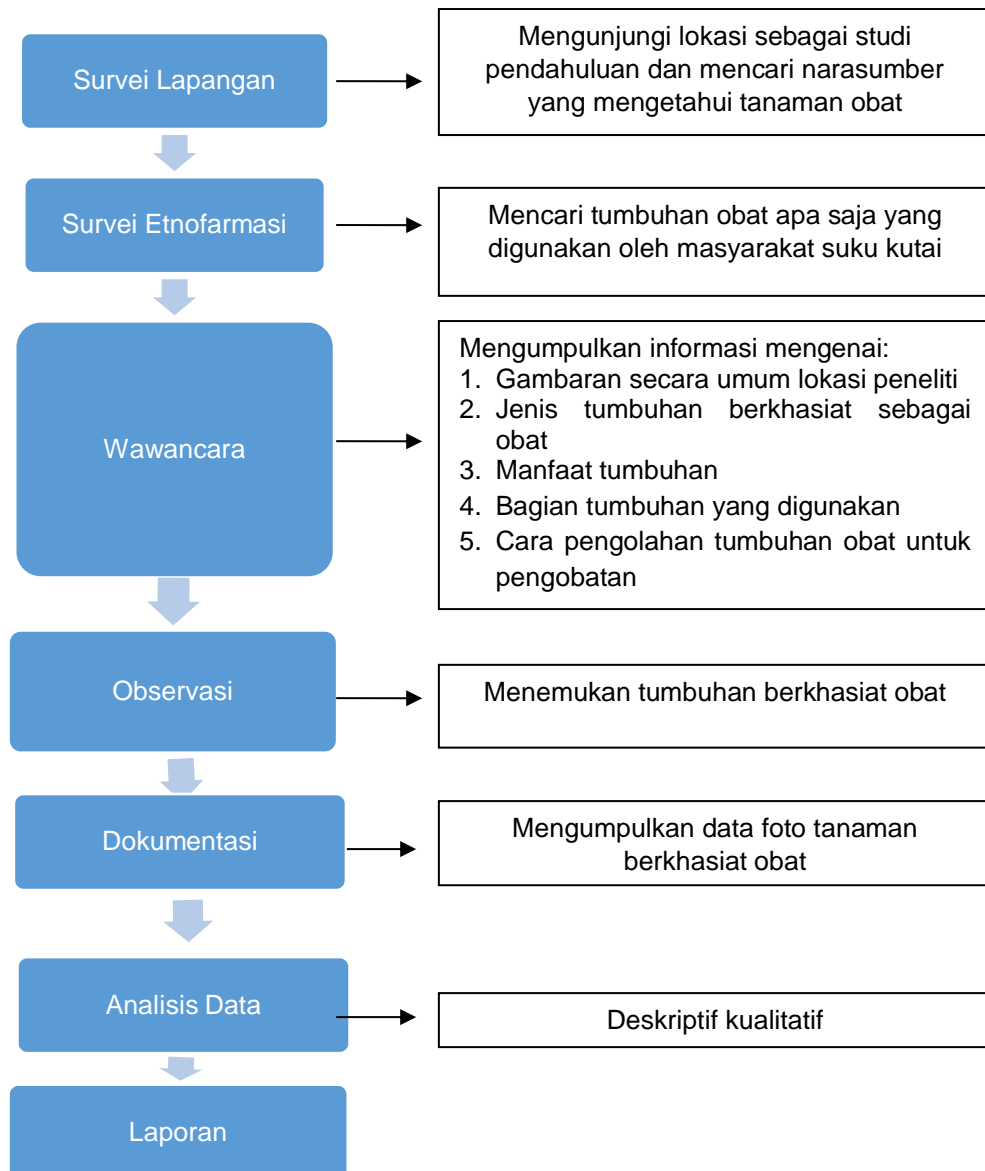 Survei Lapangan
Mengunjungi lokasi sebagai studi
pendahuluan dan mencari narasumber
yang mengetahui tanaman obat
Survei Etnofarmasi
Mencari tumbuhan obat apa saja yang
digunakan oleh masyarakat suku kutai
Wawancara
Mengumpulkan informasi mengenai:
1. Gambaran secara umum lokasi peneliti
2. Jenis tumbuhan berkhasiat sebagai
obat
3. Manfaat tumbuhan
4. Bagian tumbuhan yang digunakan
5. Cara pengolahan tumbuhan obat untuk
pengobatan
Observasi
Menemukan tumbuhan berkhasiat obat
Dokumentasi
Mengumpulkan data foto tanaman
berkhasiat obat
Analisis Data
Deskriptif kualitatif
Laporan